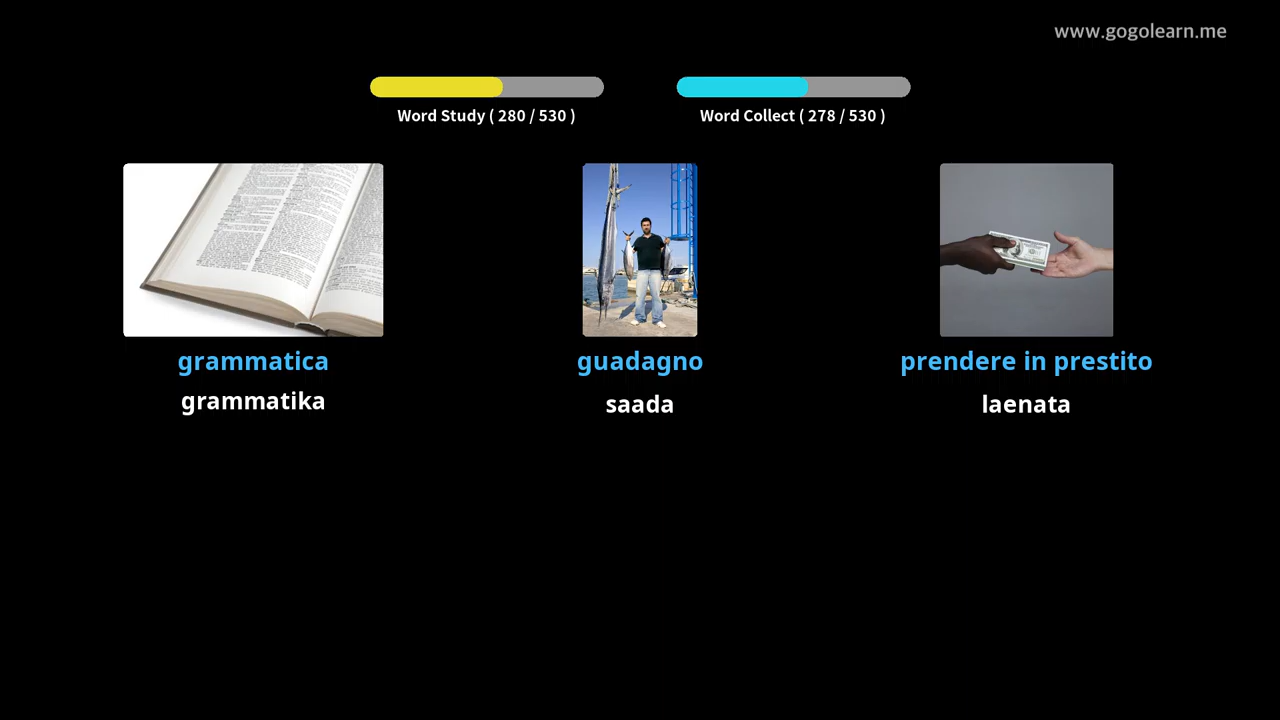 www.gogolearn.me
Word Study ( 280 / 530 )
Word Collect ( 278 / 530 )
grammatica
guadagno
prendere in prestito
grammatika
saada
laenata